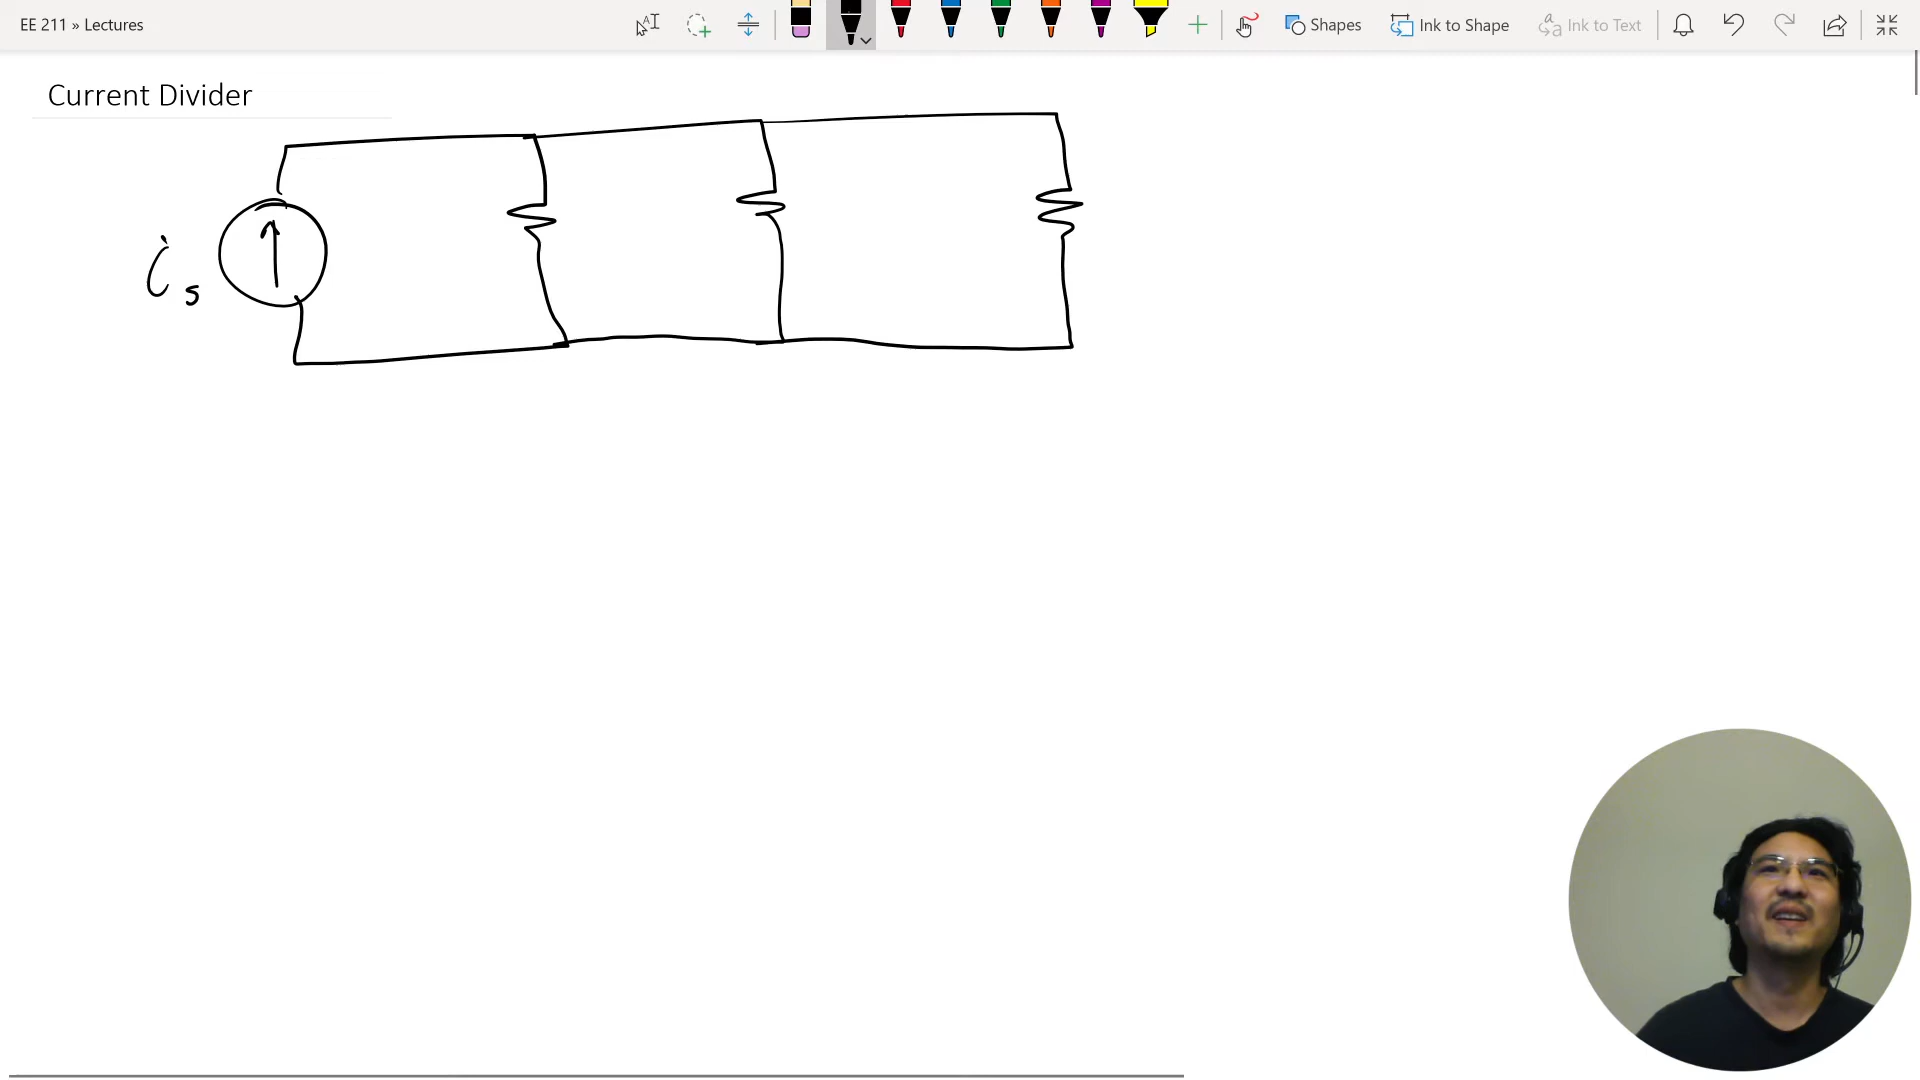 EE 211 » Lectures
Shapes
Ink to Shape
Ink to Text
Current Divider
i s